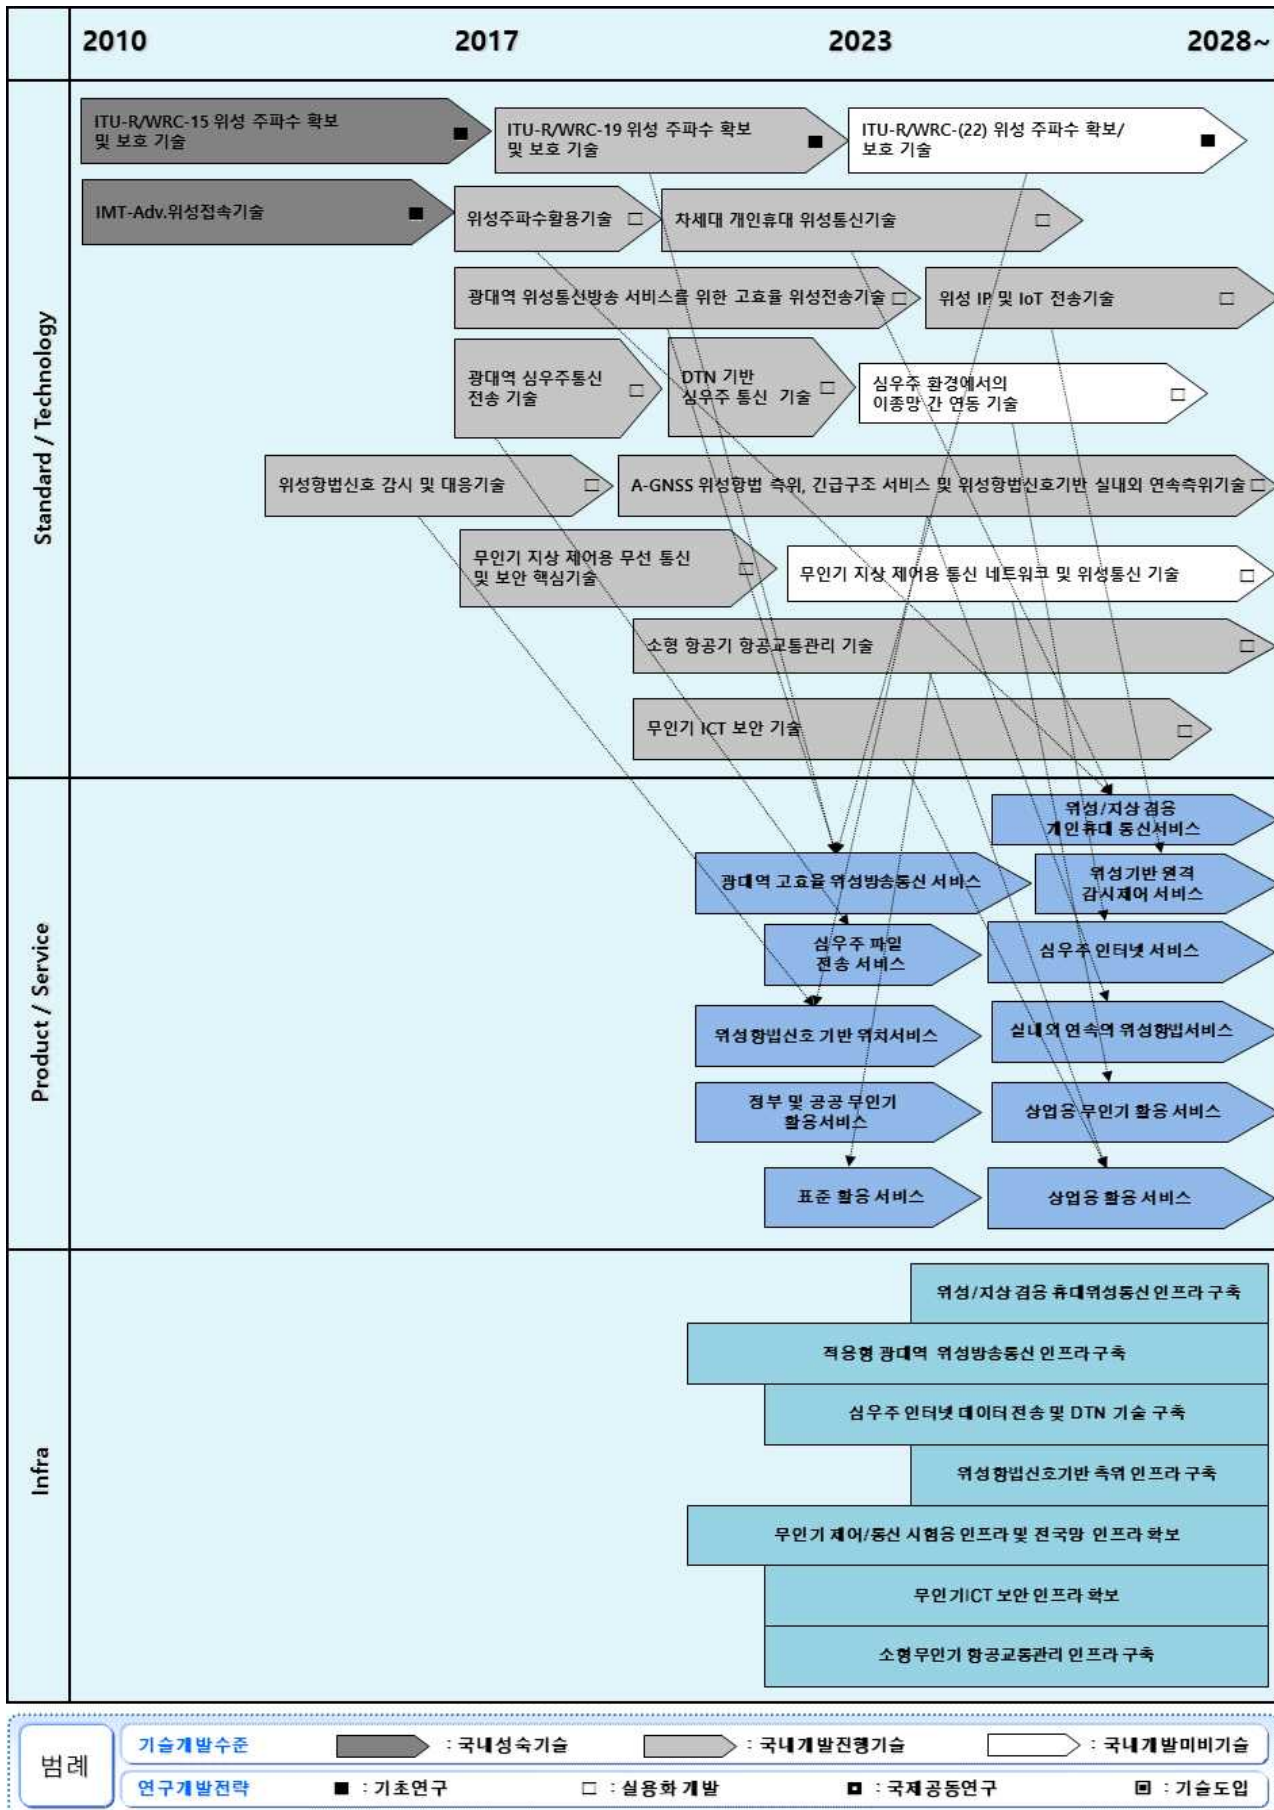 2010 2017 2023 2028~
Standard / Technology
ITU-R/WRC-15 위성 주파수 확보
및 보호 기술 ■
ITU-R/WRC-19 위성 주파수 확보
및 보호 기술 ■
ITU-R/WRC-(22) 위성 주파수 확보/
보호 기술 ■
IMT-Adv.위성접속기술 ■
위성주파수활용기술 □
차세대 개인휴대 위성통신기술 □
광대역 위성통신방송 서비스를 위한 고효율 위성전송기술 □
위성 IP 및 IoT 전송기술 □
광대역 심우주통신
전송 기술 □
DTN 기반
심우주 통신 기술 □
심우주 환경에서의
이종망 간 연동 기술 □
위성항법신호 감시 및 대응기술 □
A-GNSS 위성항법 측위, 긴급구조 서비스 및 위성항법신호기반 실내외 연속측위기술 □
무인기 지상 제어용 무선 통신
및 보안 핵심기술 □
무인기 지상 제어용 통신 네트워크 및 위성통신 기술 □
소형 항공기 항공교통관리 기술 □
무인기 ICT 보안 기술 □
Product / Service
위성/지상 겸용
개인휴대 통신서비스
광대역 고효율 위성방송통신 서비스
위성기반 원격
감시제어 서비스
심우주 파일
전송 서비스
심우주 인터넷 서비스
위성항법신호 기반 위치서비스
실내외 연속의 위성항법서비스
정부 및 공공 무인기
활용서비스
상업용 무인기 활용 서비스
표준 활용 서비스
상업용 활용 서비스
Infra
위성/지상 겸용 휴대위성통신 인프라 구축
적응형 광대역 위성방송통신 인프라 구축
심우주 인터넷 데이터 전송 및 DTN 기술 구축
위성항법신호기반 측위 인프라 구축
무인기 제어/통신 시험용 인프라 및 전국망 인프라 확보
무인기ICT 보안 인프라 확보
소형무인기 항공교통관리 인프라 구축
범례
기술개발수준 : 국내성숙기술 : 국내개발진행기술 : 국내개발미비기술
연구개발전략 ■ : 기초연구 □ : 실용화 개발 ◘ : 국제공동연구 ▣ : 기술도입